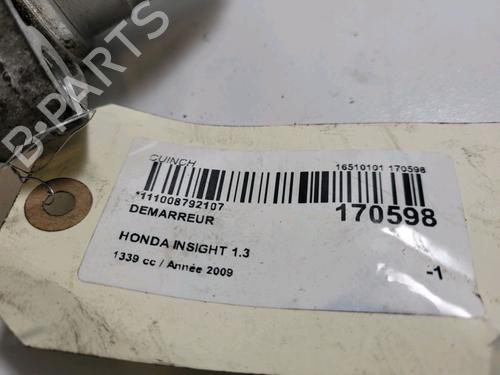 B-PARTS
GUINCH
16510101 170598
*111008792107
DEMARREUR
170598
HONDA INSIGHT 1.3
1339 cc / Année 2009
-1